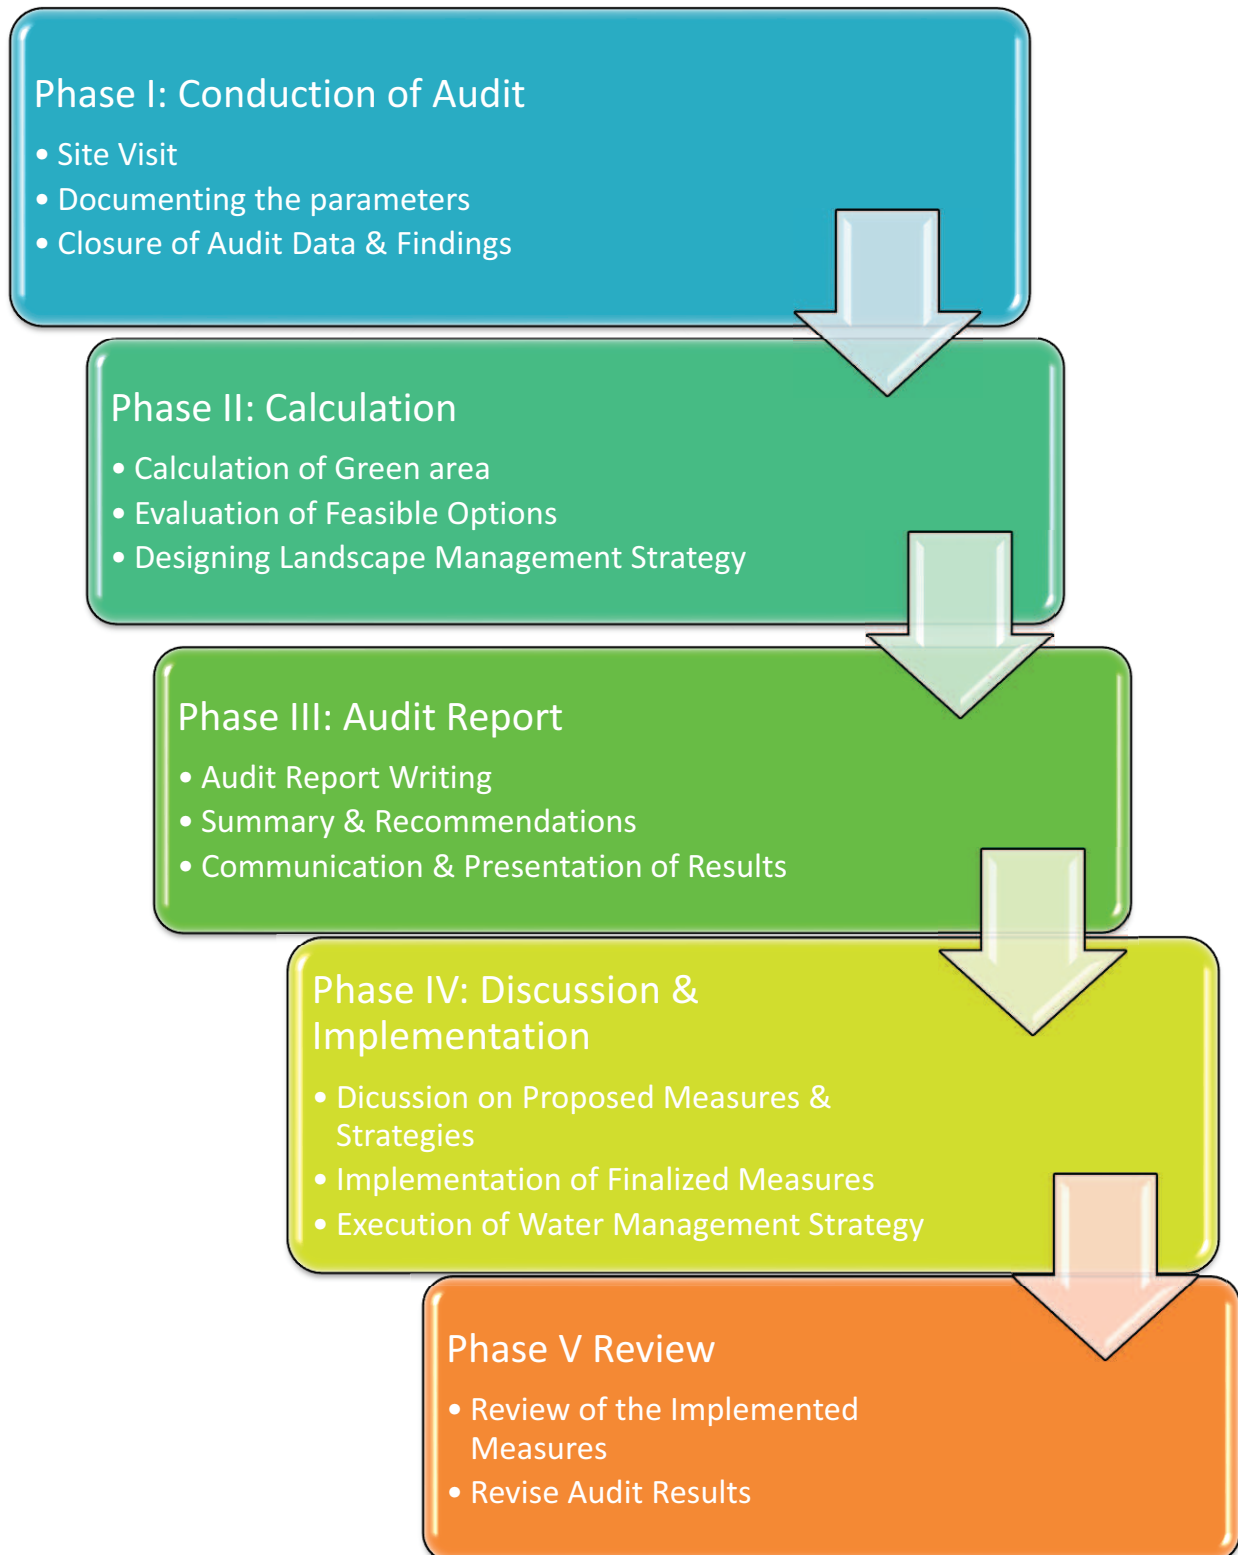 Phase I: Conduction of Audit
• Site Visit
• Documenting the parameters
• Closure of Audit Data & Findings
Phase II: Calculation
• Calculation of Green area
• Evaluation of Feasible Options
• Designing Landscape Management Strategy
Phase III: Audit Report
• Audit Report Writing
• Summary & Recommendations
• Communication & Presentation of Results
Phase IV: Discussion &
Implementation
• Dicussion on Proposed Measures &
Strategies
• Implementation of Finalized Measures
• Execution of Water Management Strategy
Phase V Review
• Review of the Implemented
Measures
• Revise Audit Results